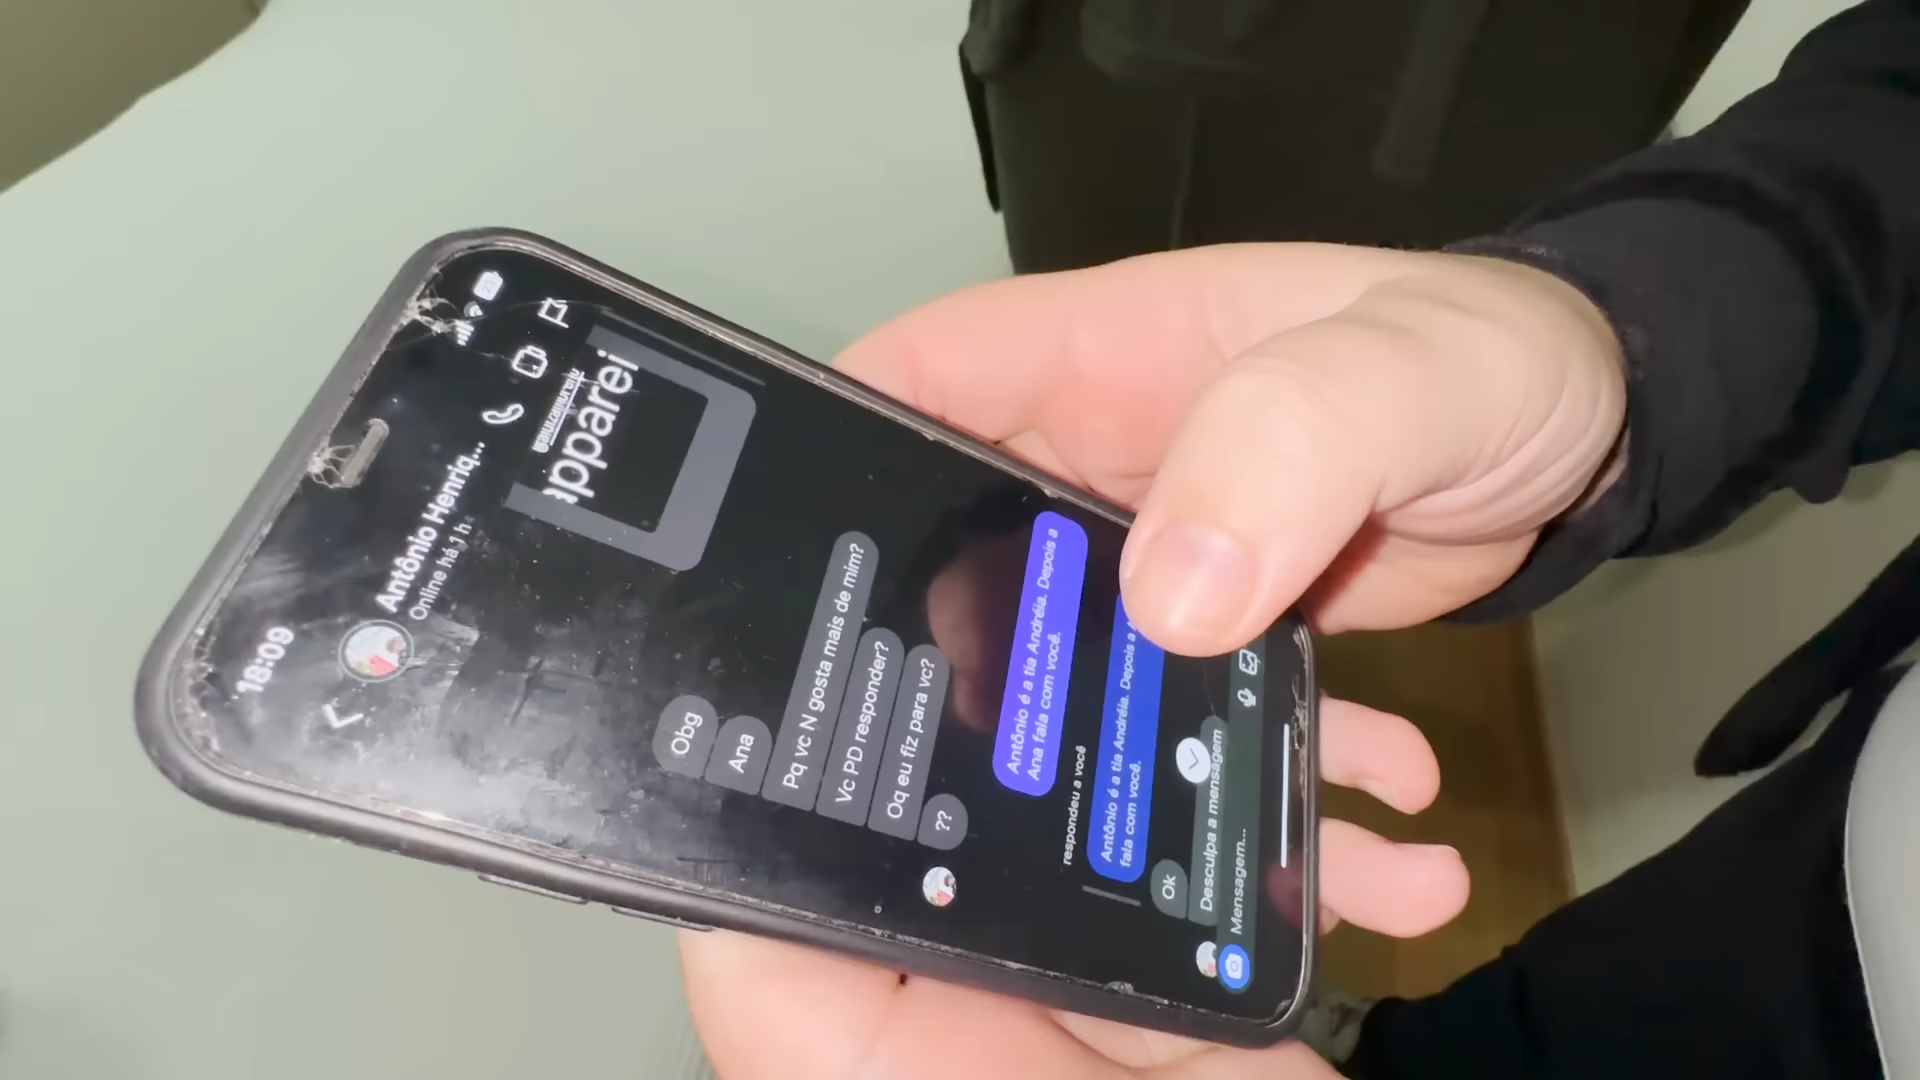 18:09
Antônio Henriq...
Online há 1 h
apparei
Obg
Ana
Pq vc N gosta mais de mim?
Vc PD responder?
Oq eu fiz para vc?
??
Antônio é a tia Andréia. Depois a
Ana fala com você.
respondeu a você
Antônio é a tia Andréia. Depois a
fala com você.
Ok
Desculpa a mensagem
Mensagem...